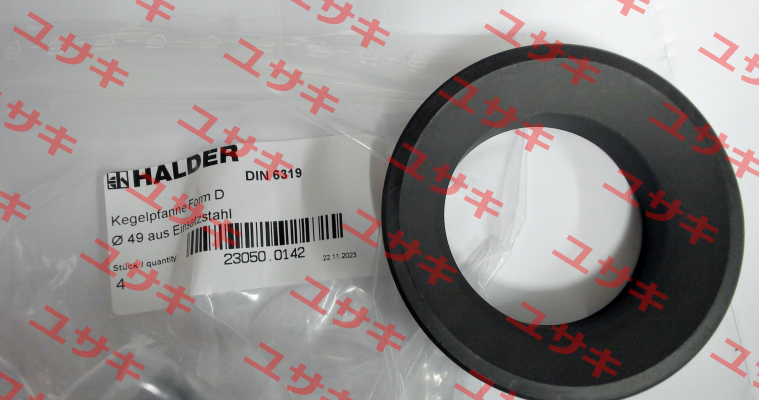 HALDER
DIN 6319
Kegelpfanne Form D
Ø 49 aus Einsatzstahl
Stück / quantity:
4
23050.0142
22.11.2023
ユサキ